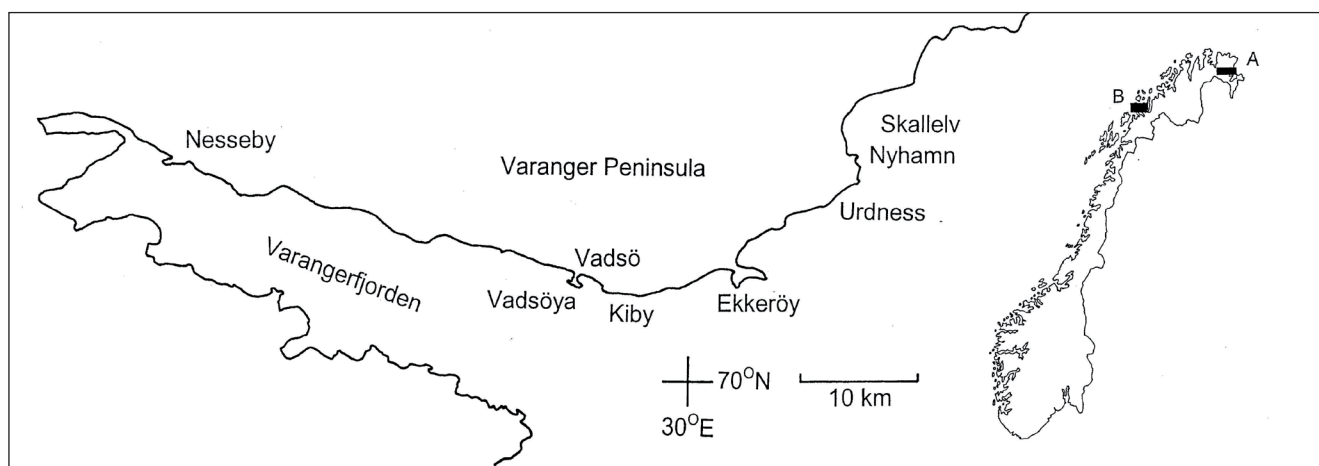 Nesseby
Varanger Peninsula
Skallelv
Nyhamn
Urdness
Varangerfjorden
Vadsö
Vadsöya
Kiby
Ekkeröy
70°N
30°E
10 km
A
B